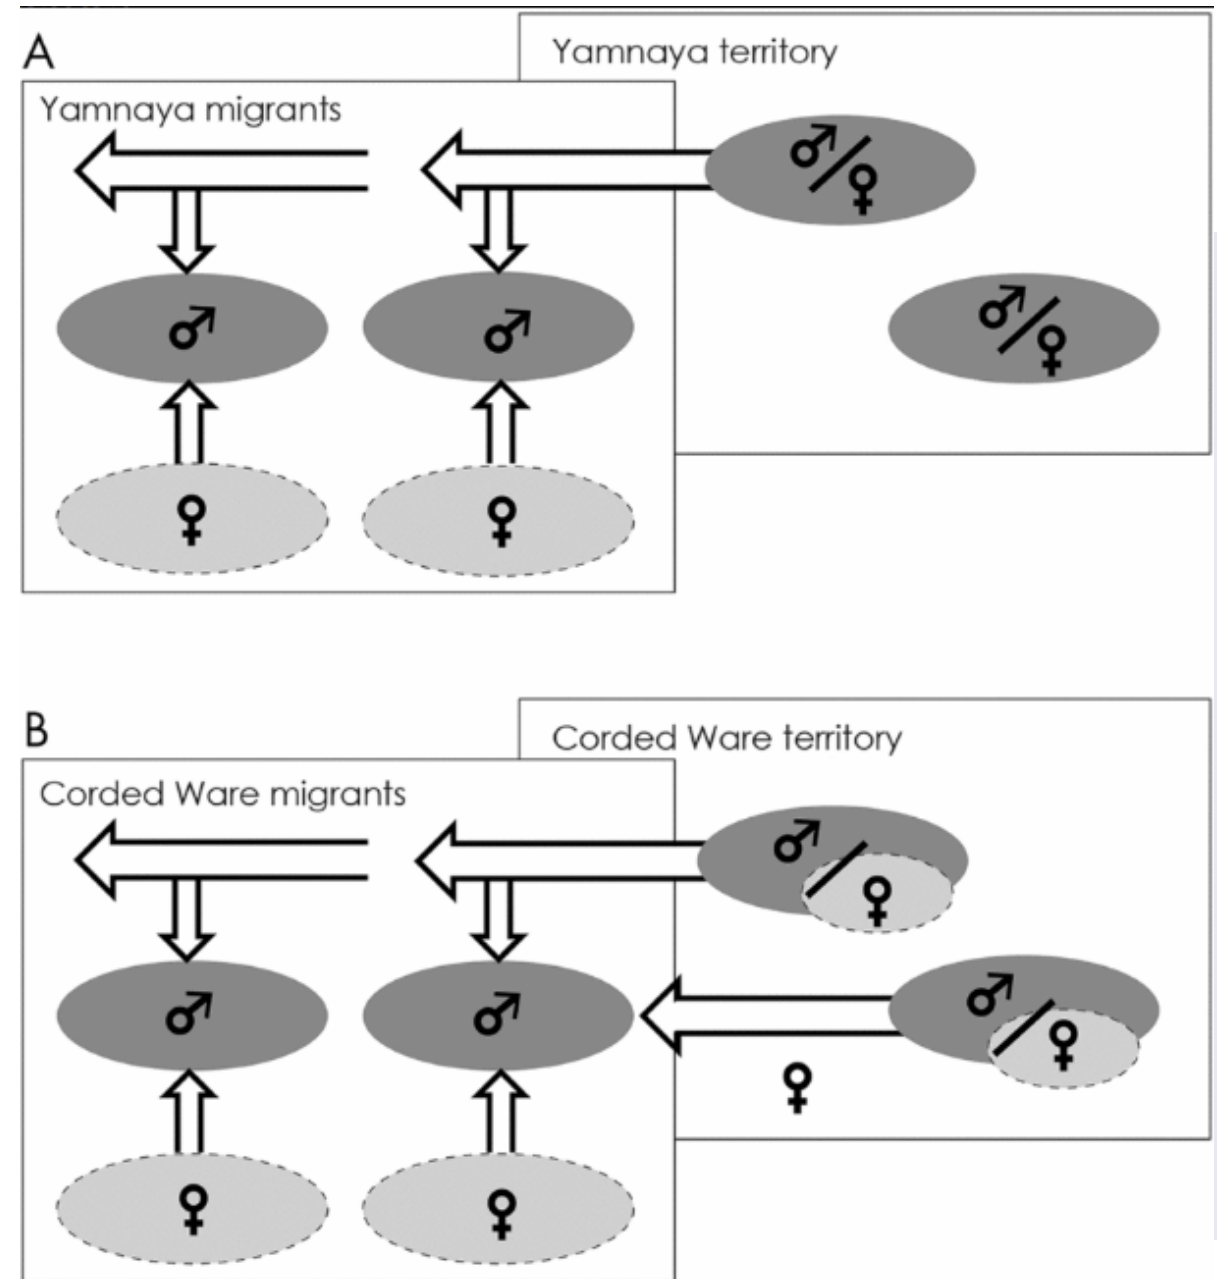 A
Yamnaya territory
Yamnaya migrants
B
Corded Ware territory
Corded Ware migrants